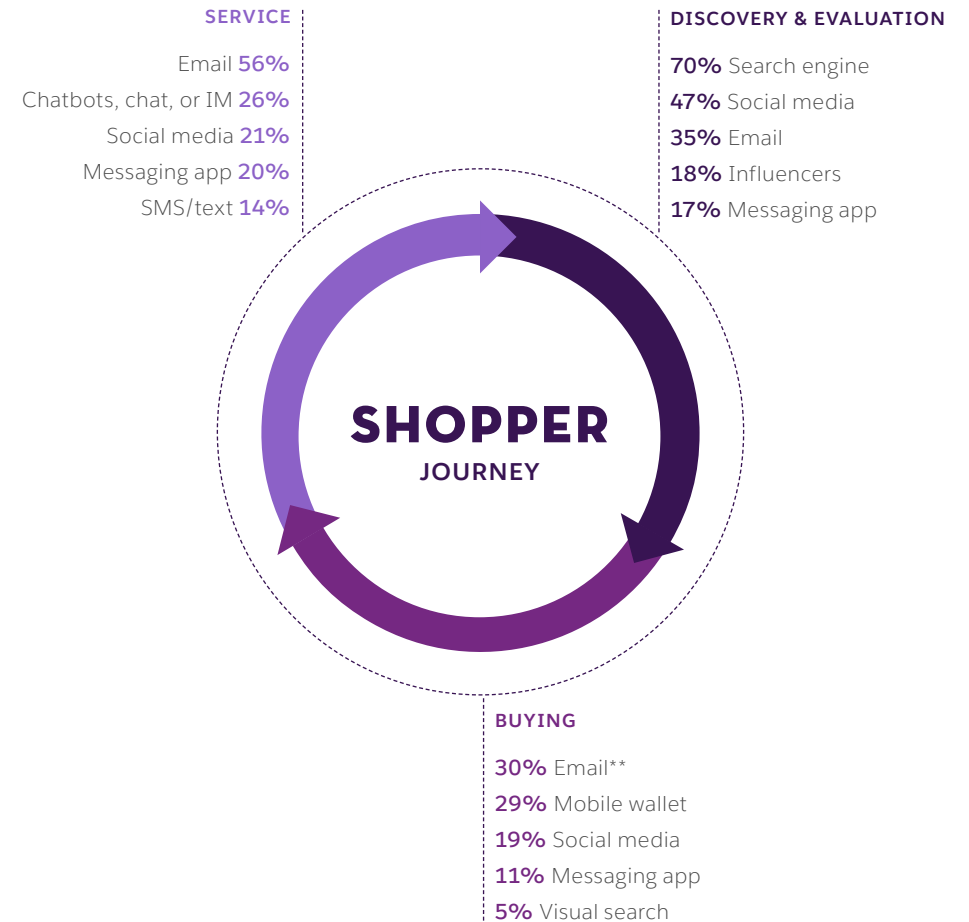 SERVICE
Email 56%
Chatbots, chat, or IM 26%
Social media 21%
Messaging app 20%
SMS/text 14%
DISCOVERY & EVALUATION
70% Search engine
47% Social media
35% Email
18% Influencers
17% Messaging app
SHOPPER
JOURNEY
BUYING
30% Email**
29% Mobile wallet
19% Social media
11% Messaging app
5% Visual search